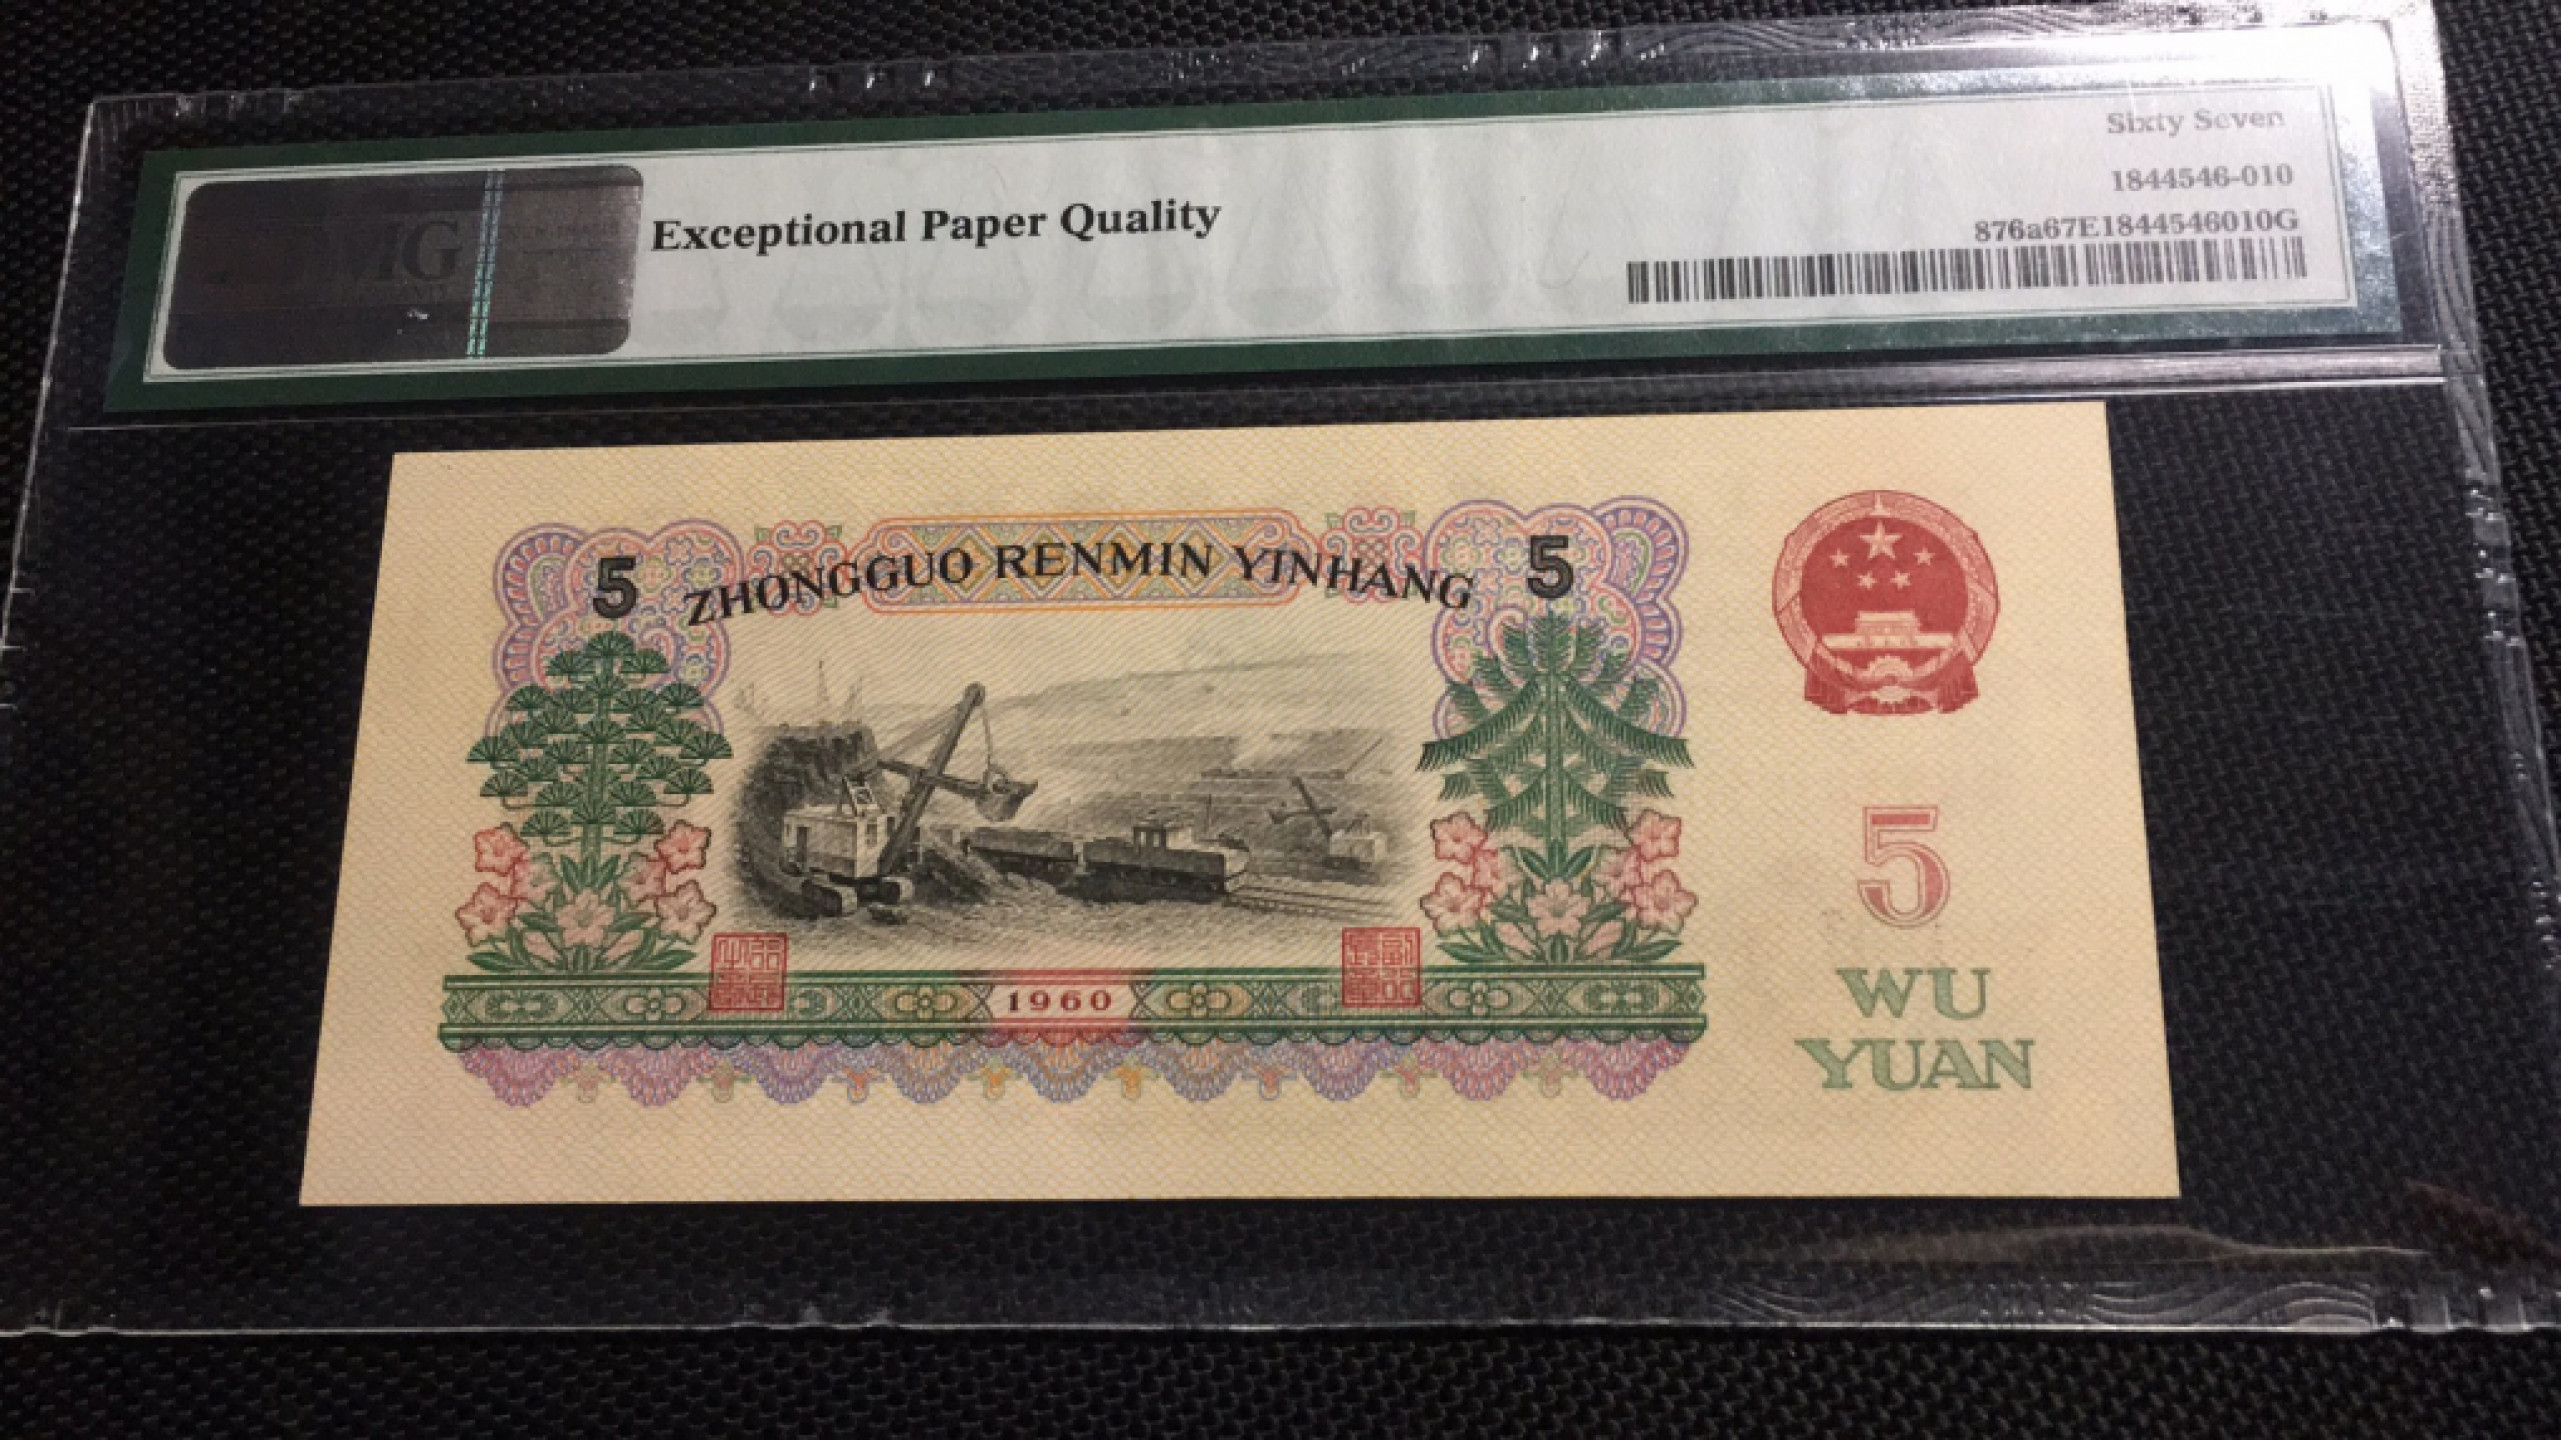 Sixty Seven
1844546-010
876a67E1844546010G
Exceptional Paper Quality
5 ZHONGGUO RENMIN YINHANG 5
1960
5
WU
YUAN